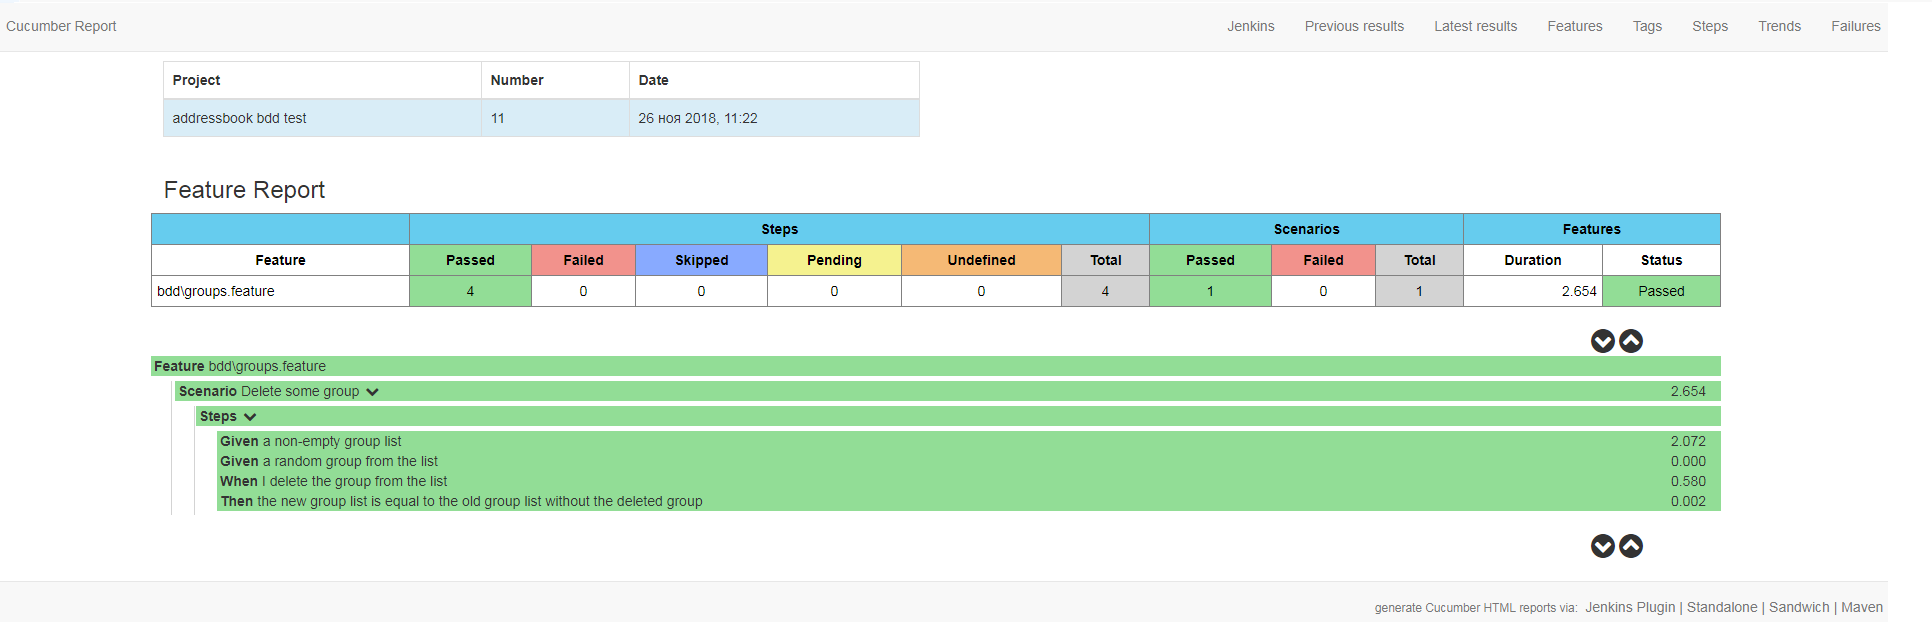 Cucumber Report Jenkins Previous results Latest results Features Tags Steps Trends Failures
Project Number Date
addressbook bdd test 11 26 ноя 2018, 11:22
Feature Report
Steps Scenarios Features
Feature Passed Failed Skipped Pending Undefined Total Passed Failed Total Duration Status
bdd\groups.feature 4 0 0 0 0 4 1 0 1 2.654 Passed
Feature bdd\groups.feature
Scenario Delete some group 2.654
Steps
Given a non-empty group list 2.072
Given a random group from the list 0.000
When I delete the group from the list 0.580
Then the new group list is equal to the old group list without the deleted group 0.002
generate Cucumber HTML reports via: Jenkins Plugin | Standalone | Sandwich | Maven